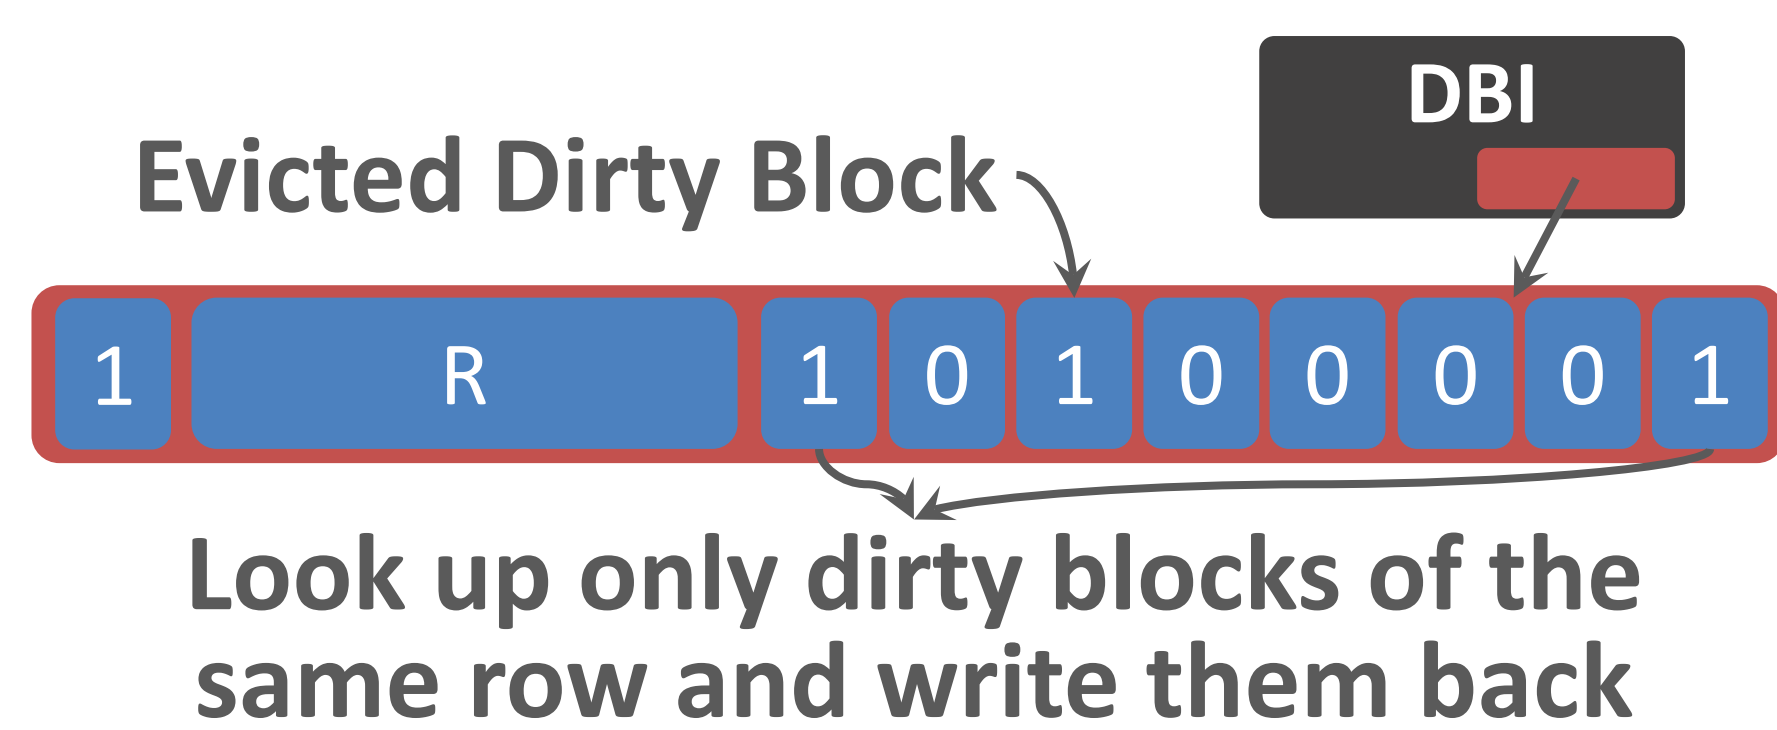 DBI
Evicted Dirty Block
1 R 1 0 1 0 0 0 0 1
Look up only dirty blocks of the
same row and write them back